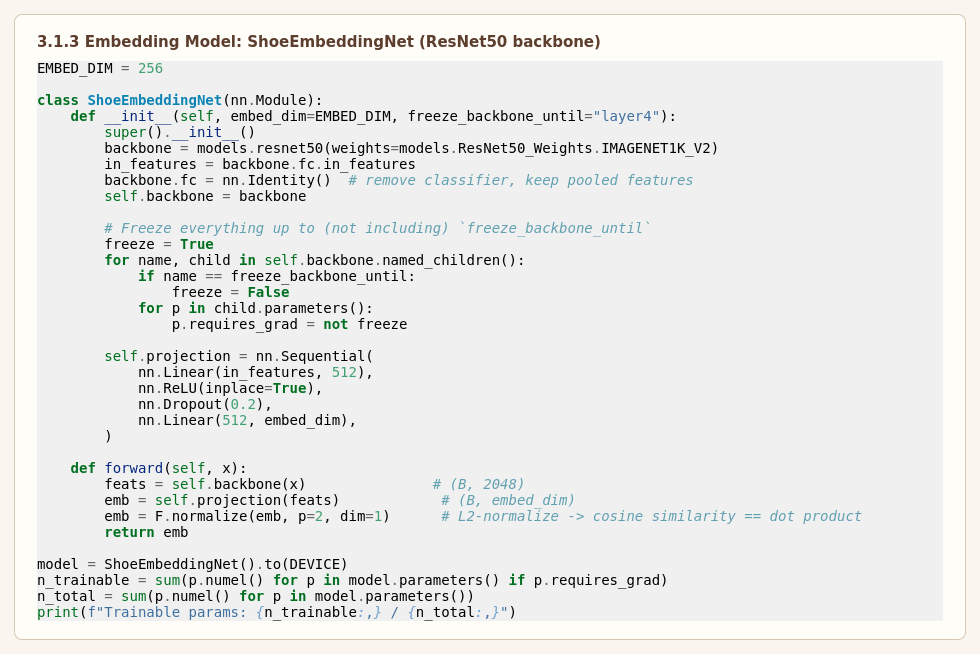 3.1.3 Embedding Model: ShoeEmbeddingNet (ResNet50 backbone)
EMBED_DIM = 256
class ShoeEmbeddingNet(nn.Module):
    def __init__(self, embed_dim=EMBED_DIM, freeze_backbone_until="layer4"):
        super().__init__()
        backbone = models.resnet50(weights=models.ResNet50_Weights.IMAGENET1K_V2)
        in_features = backbone.fc.in_features
        backbone.fc = nn.Identity()  # remove classifier, keep pooled features
        self.backbone = backbone
        # Freeze everything up to (not including) `freeze_backbone_until`
        freeze = True
        for name, child in self.backbone.named_children():
            if name == freeze_backbone_until:
                freeze = False
            for p in child.parameters():
                p.requires_grad = not freeze
        self.projection = nn.Sequential(
            nn.Linear(in_features, 512),
            nn.ReLU(inplace=True),
            nn.Dropout(0.2),
            nn.Linear(512, embed_dim),
        )
    def forward(self, x):
        feats = self.backbone(x)               # (B, 2048)
        emb = self.projection(feats)            # (B, embed_dim)
        emb = F.normalize(emb, p=2, dim=1)      # L2-normalize -> cosine similarity == dot product
        return emb
model = ShoeEmbeddingNet().to(DEVICE)
n_trainable = sum(p.numel() for p in model.parameters() if p.requires_grad)
n_total = sum(p.numel() for p in model.parameters())
print(f"Trainable params: {n_trainable:,} / {n_total:,}")